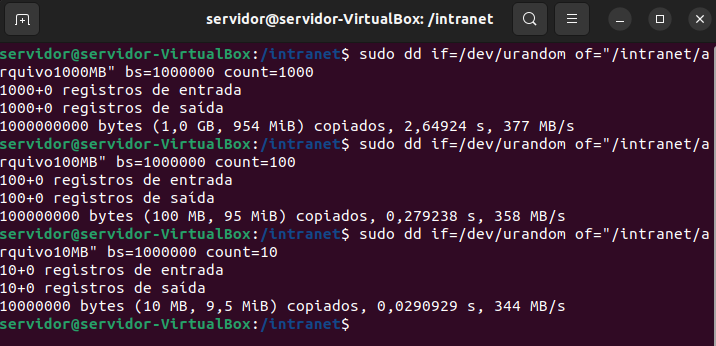 servidor@servidor-VirtualBox: /intranet
servidor@servidor-VirtualBox:/intranet$ sudo dd if=/dev/urandom of="/intranet/a
rquivo1000MB" bs=1000000 count=1000
1000+0 registros de entrada
1000+0 registros de saída
1000000000 bytes (1,0 GB, 954 MiB) copiados, 2,64924 s, 377 MB/s
servidor@servidor-VirtualBox:/intranet$ sudo dd if=/dev/urandom of="/intranet/a
rquivo100MB" bs=1000000 count=100
100+0 registros de entrada
100+0 registros de saída
100000000 bytes (100 MB, 95 MiB) copiados, 0,279238 s, 358 MB/s
servidor@servidor-VirtualBox:/intranet$ sudo dd if=/dev/urandom of="/intranet/a
rquivo10MB" bs=1000000 count=10
10+0 registros de entrada
10+0 registros de saída
10000000 bytes (10 MB, 9,5 MiB) copiados, 0,0290929 s, 344 MB/s
servidor@servidor-VirtualBox:/intranet$